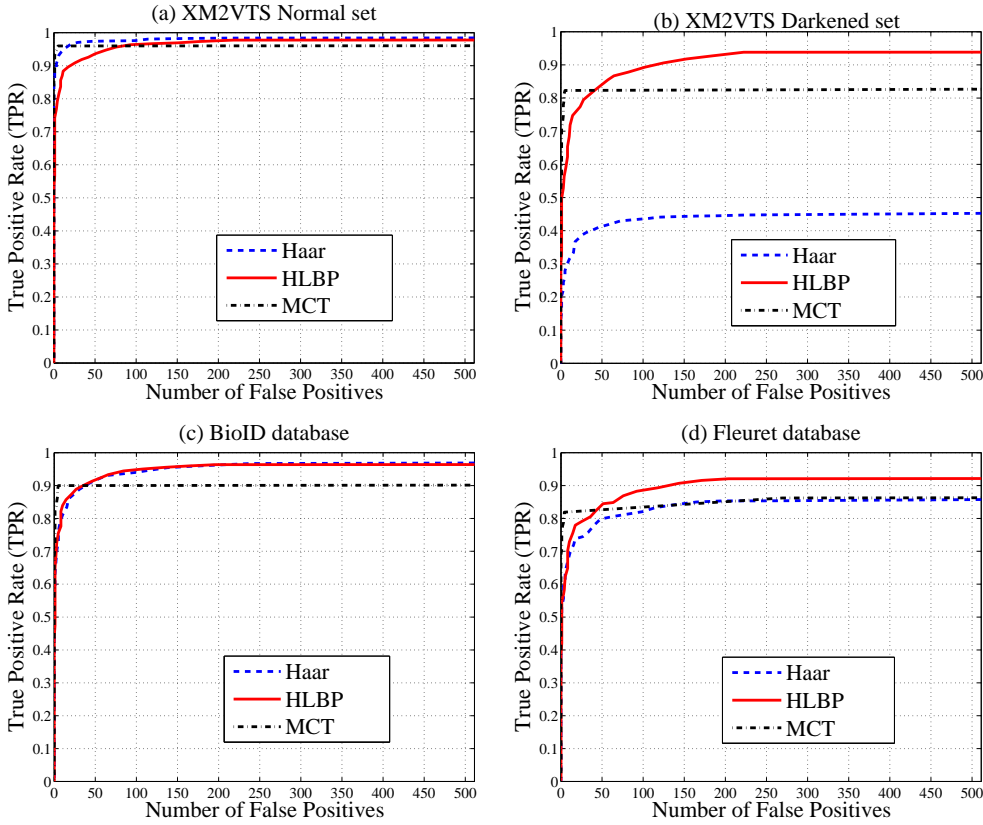 (a) XM2VTS Normal set
True Positive Rate (TPR)
1
0.9
0.8
0.7
0.6
0.5
0.4
0.3
0.2
0.1
0
Haar
HLBP
MCT
0 50 100 150 200 250 300 350 400 450 500
Number of False Positives
(b) XM2VTS Darkened set
True Positive Rate (TPR)
1
0.9
0.8
0.7
0.6
0.5
0.4
0.3
0.2
0.1
0
Haar
HLBP
MCT
0 50 100 150 200 250 300 350 400 450 500
Number of False Positives
(c) BioID database
True Positive Rate (TPR)
1
0.9
0.8
0.7
0.6
0.5
0.4
0.3
0.2
0.1
0
Haar
HLBP
MCT
0 50 100 150 200 250 300 350 400 450 500
Number of False Positives
(d) Fleuret database
True Positive Rate (TPR)
1
0.9
0.8
0.7
0.6
0.5
0.4
0.3
0.2
0.1
0
Haar
HLBP
MCT
0 50 100 150 200 250 300 350 400 450 500
Number of False Positives